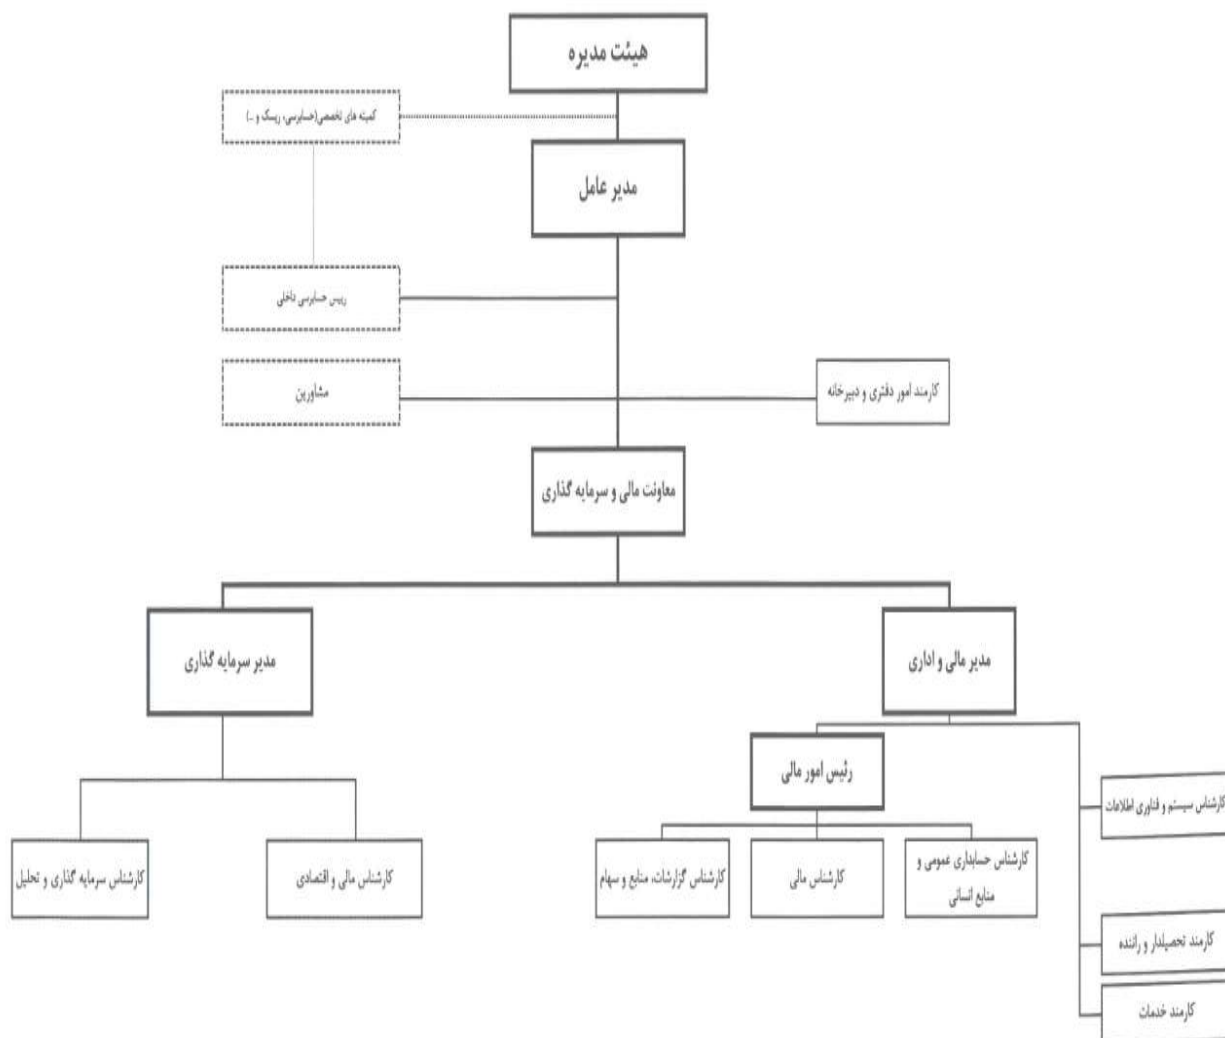 هیئت مدیره
کمیته های تخصصی(حسابرسی، ریسک و ...)
مدیر عامل
رییس حسابرسی داخلی
مشاورین
کارمند امور دفتری و دبیرخانه
معاونت مالی و سرمایه گذاری
مدیر مالی و اداری
مدیر سرمایه گذاری
رئیس امور مالی
کارشناس سیستم و فناوری اطلاعات
کارشناس حسابداری عمومی و
منابع انسانی
کارشناس مالی
کارشناس گزارشات، منابع و سهام
کارشناس مالی و اقتصادی
کارشناس سرمایه گذاری و تحلیل
کارمند تحصیلدار و راننده
کارمند خدمات